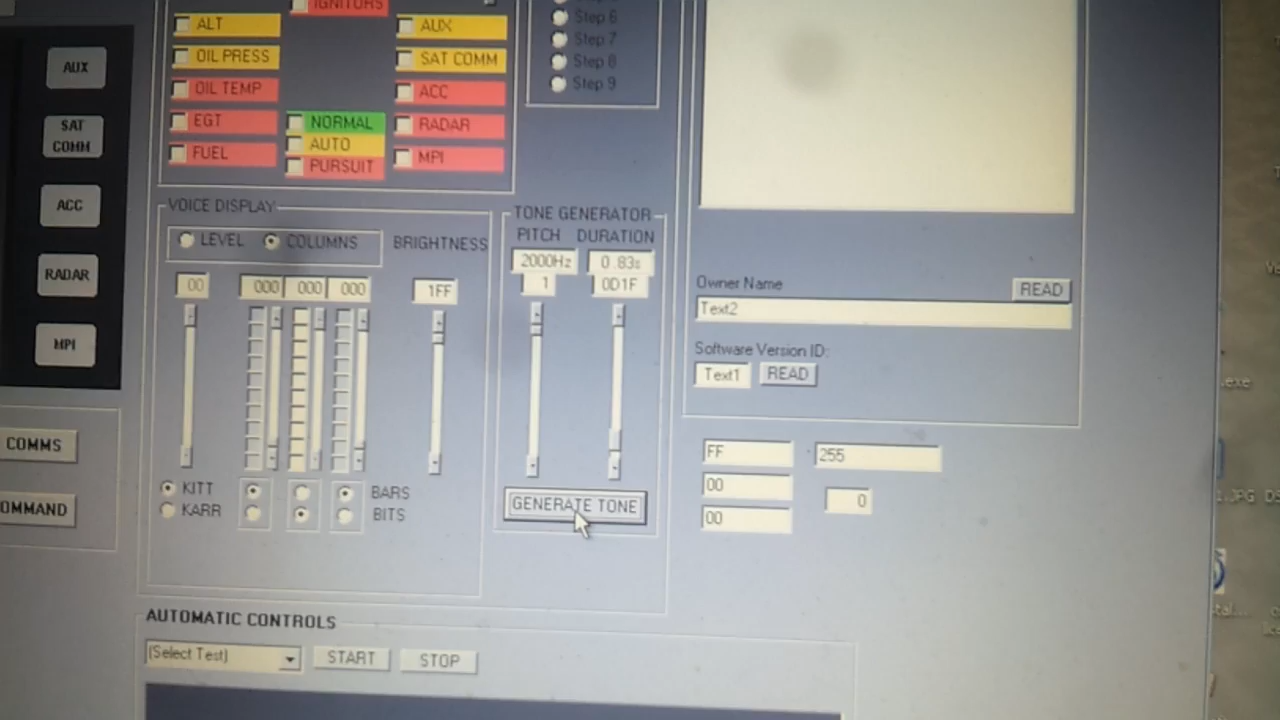 IGNITORS
ALT
AUX
OIL PRESS
SAT COMM
OIL TEMP
ACC
EGT
NORMAL
RADAR
AUTO
FUEL
PURSUIT
MPI
Step 6
Step 7
Step 8
Step 9
AUX
SAT
COMM
ACC
RADAR
MPI
COMMS
OMMAND
VOICE DISPLAY
LEVEL
COLUMNS
BRIGHTNESS
00
000
000
000
1FF
KITT
KARR
BARS
BITS
TONE GENERATOR
PITCH
DURATION
2000Hz
0.83s
1
0D1F
GENERATE TONE
Owner Name
READ
Text2
Software Version ID:
Text1
READ
FF
255
00
0
00
AUTOMATIC CONTROLS
(Select Test)
START
STOP
.exe